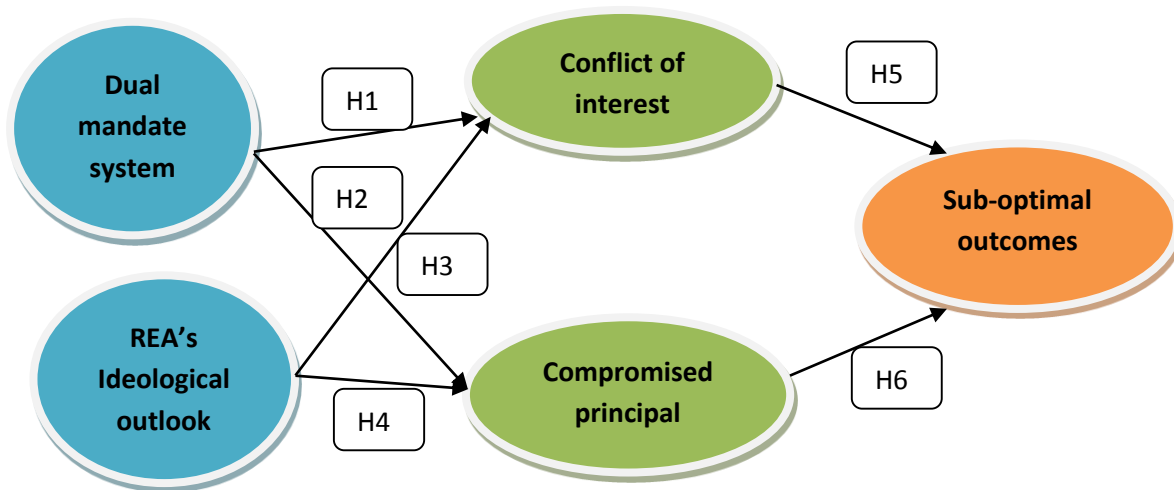 Dual
mandate
system
H1
Conflict of
interest
H5
H2
H3
Sub-optimal
outcomes
REA’s
Ideological
outlook
H4
Compromised
principal
H6